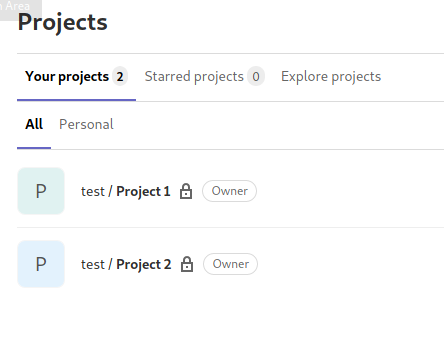 Area
Projects
Your projects 2 Starred projects 0 Explore projects
All Personal
P test / Project 1 Owner
P test / Project 2 Owner